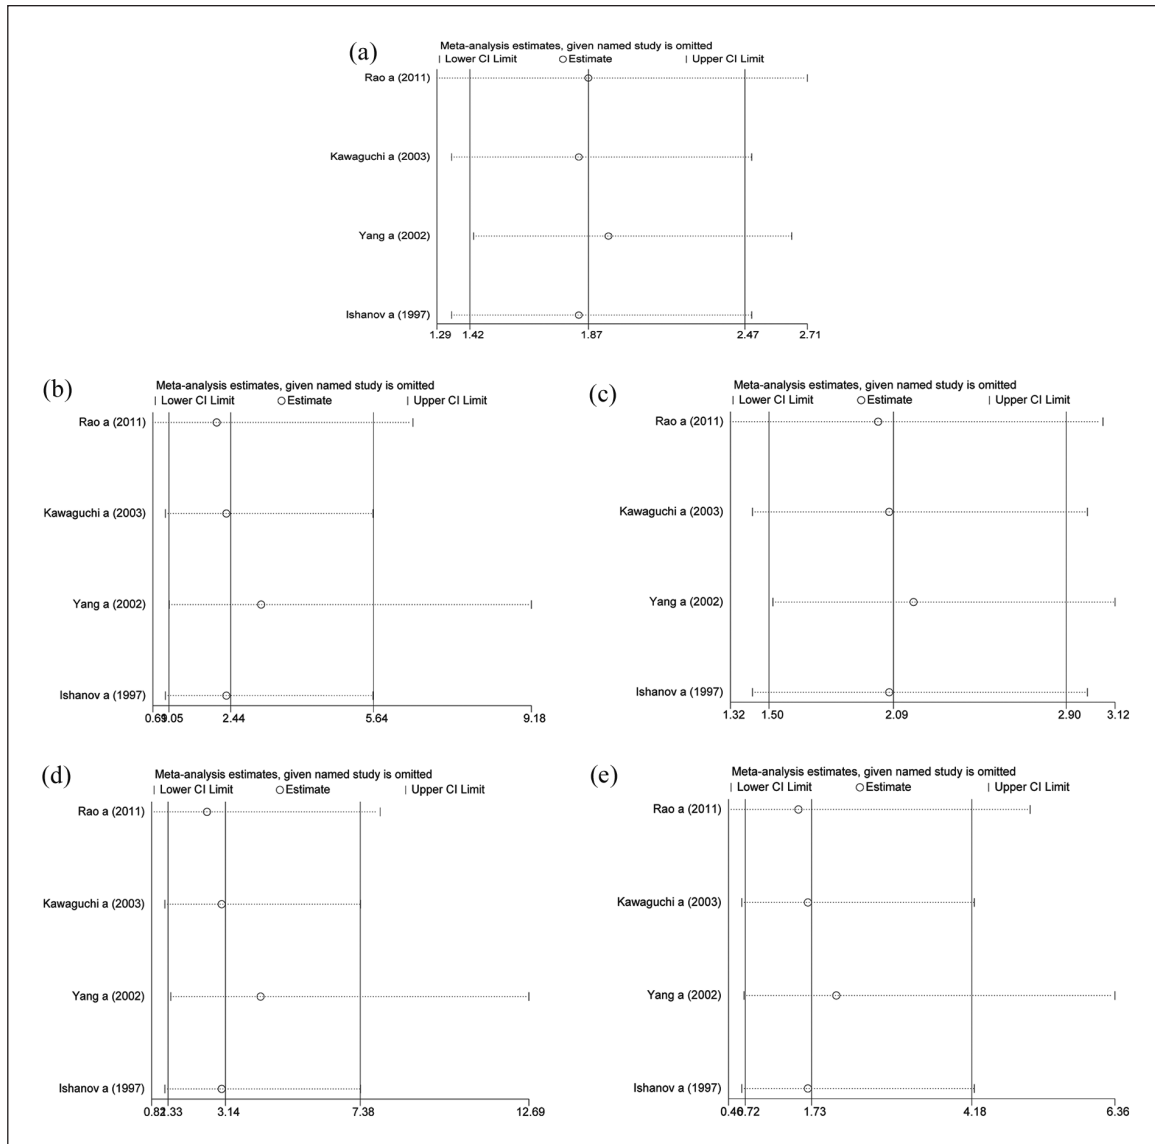 (a)
Meta-analysis estimates, given named study is omitted
Lower CI Limit Estimate Upper CI Limit
Rao a (2011)
Kawaguchi a (2003)
Yang a (2002)
Ishanov a (1997)
1.29 1.42 1.87 2.47 2.71
(b)
Meta-analysis estimates, given named study is omitted
Lower CI Limit Estimate Upper CI Limit
Rao a (2011)
Kawaguchi a (2003)
Yang a (2002)
Ishanov a (1997)
2.44 5.64 9.18
(c)
Meta-analysis estimates, given named study is omitted
Lower CI Limit Estimate Upper CI Limit
Rao a (2011)
Kawaguchi a (2003)
Yang a (2002)
Ishanov a (1997)
1.32 1.50 2.09 2.90 3.12
(d)
Meta-analysis estimates, given named study is omitted
Lower CI Limit Estimate Upper CI Limit
Rao a (2011)
Kawaguchi a (2003)
Yang a (2002)
Ishanov a (1997)
3.14 7.38 12.69
(e)
Meta-analysis estimates, given named study is omitted
Lower CI Limit Estimate Upper CI Limit
Rao a (2011)
Kawaguchi a (2003)
Yang a (2002)
Ishanov a (1997)
1.73 4.18 6.36